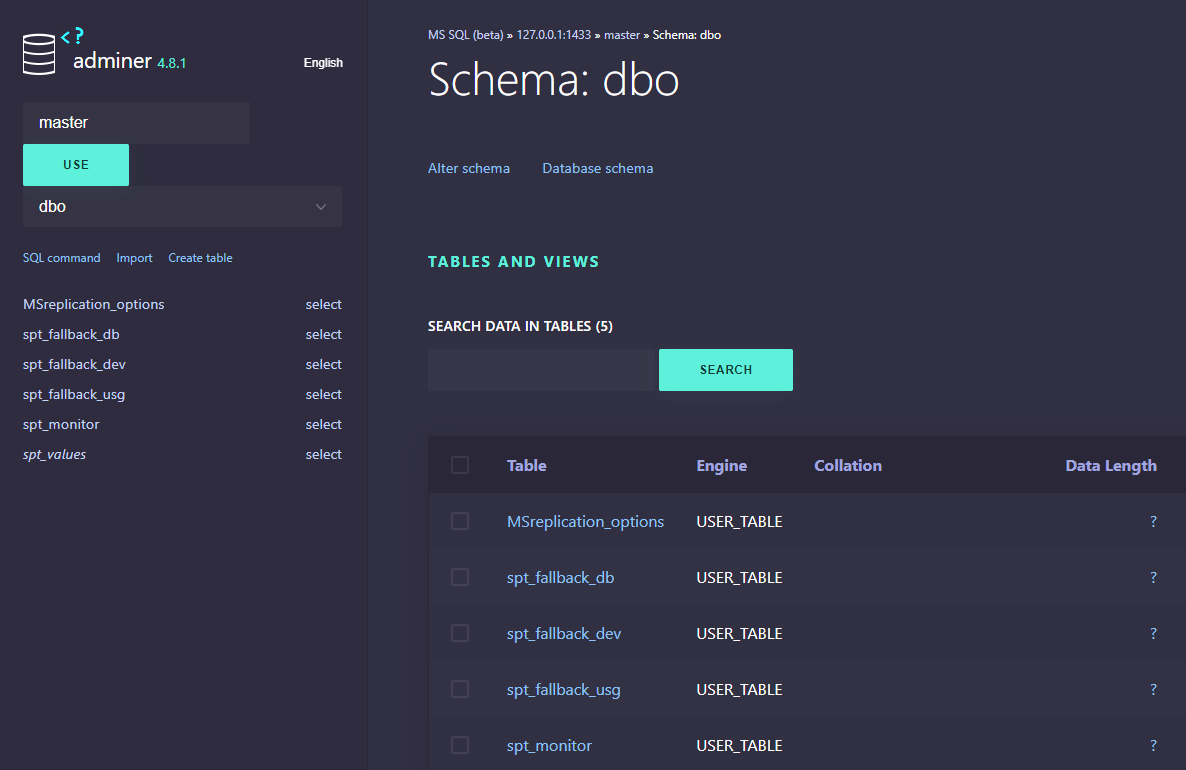 <?
adminer 4.8.1
English
master
USE
dbo
SQL command Import Create table
MSreplication_options select
spt_fallback_db select
spt_fallback_dev select
spt_fallback_usg select
spt_monitor select
spt_values select
MS SQL (beta) » 127.0.0.1:1433 » master » Schema: dbo
Schema: dbo
Alter schema Database schema
TABLES AND VIEWS
SEARCH DATA IN TABLES (5)
SEARCH
Table Engine Collation Data Length
MSreplication_options USER_TABLE ?
spt_fallback_db USER_TABLE ?
spt_fallback_dev USER_TABLE ?
spt_fallback_usg USER_TABLE ?
spt_monitor USER_TABLE ?